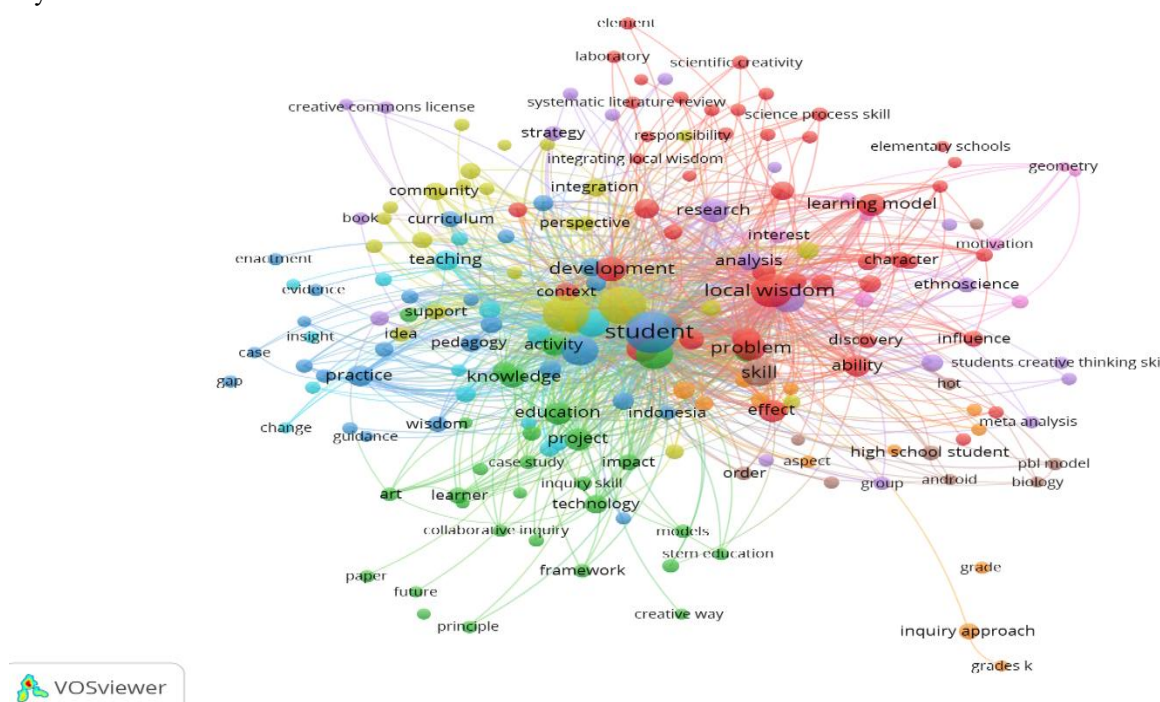 element
laboratory
scientific creativity
creative commons license
systematic literature review
science process skill
strategy
responsibility
elementary schools
integrating local wisdom
geometry
community
integration
learning model
book
curriculum
perspective
research
interest
motivation
enactment
teaching
development
analysis
character
ethnoscience
evidence
context
local wisdom
insight
support
idea
student
discovery
influence
case
pedagogy
activity
problem
students creative thinking ski
gap
practice
knowledge
skill
ability
hot
change
guidance
wisdom
education
indonesia
effect
meta analysis
project
high school student
case study
impact
order
aspect
pbl model
art
learner
inquiry skill
technology
group
android
biology
collaborative inquiry
models
stem education
paper
future
framework
grade
principle
creative way
inquiry approach
grades k
VOSviewer